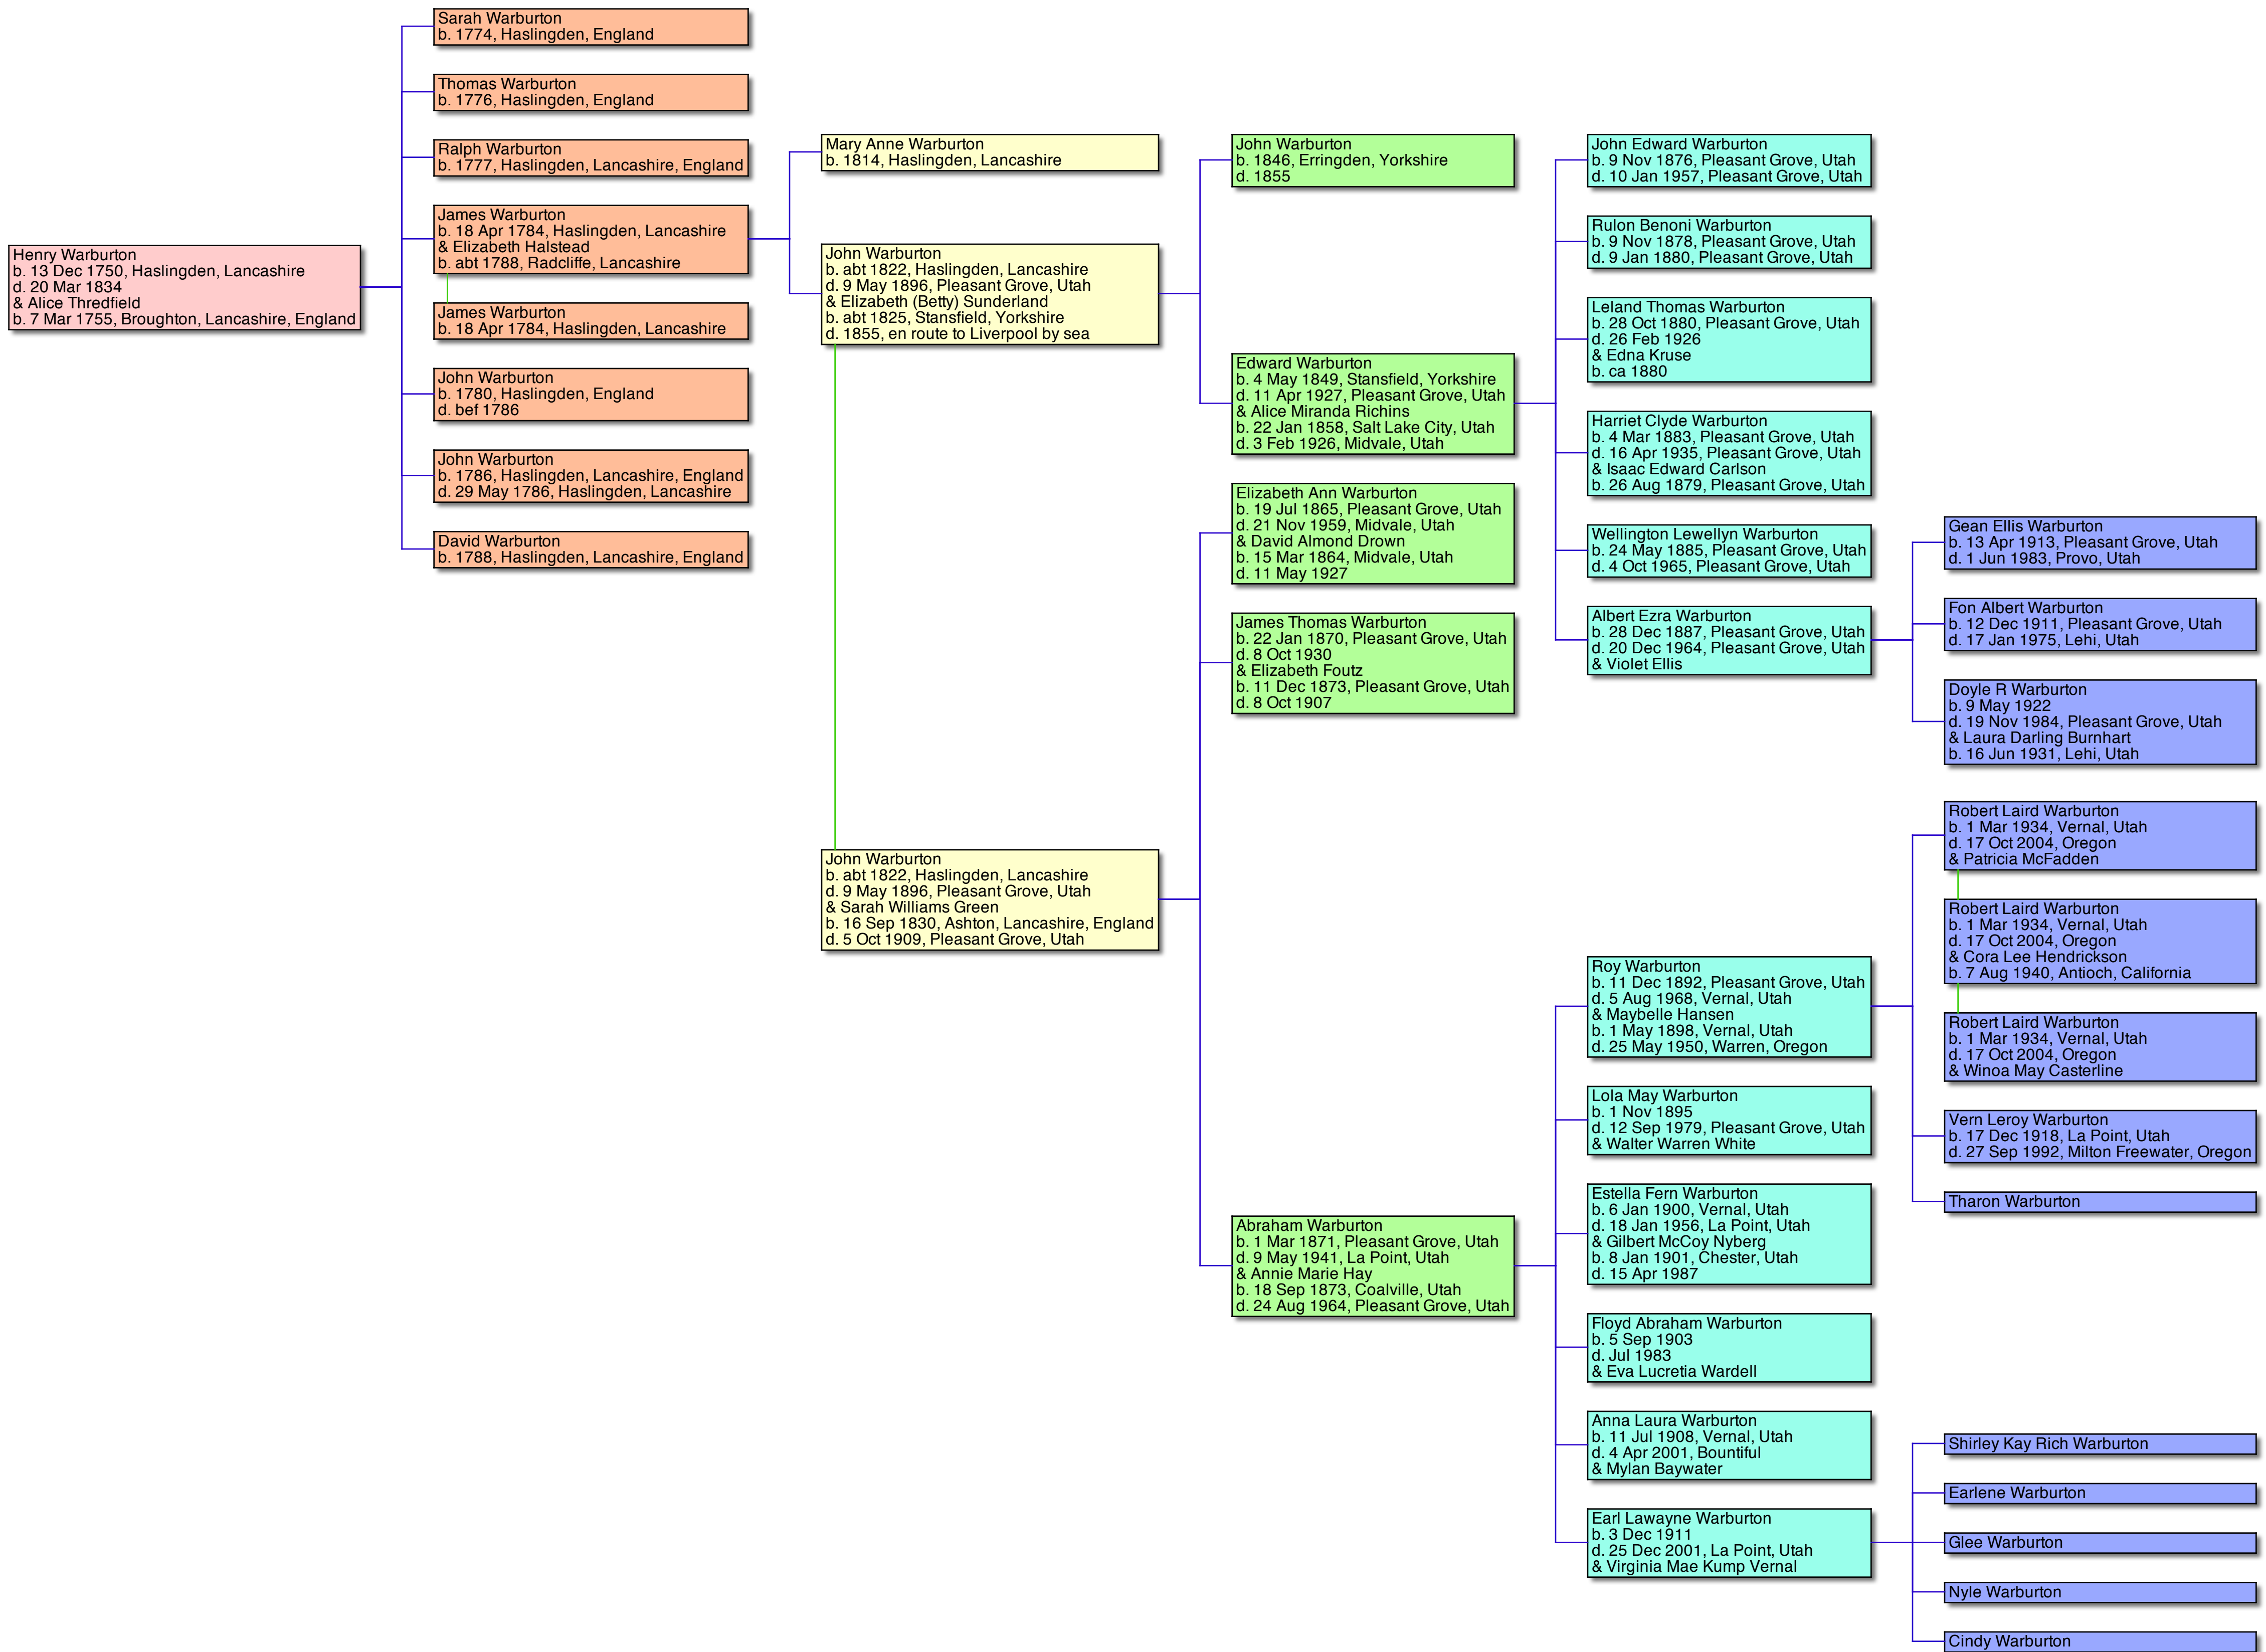 Henry Warburton
b. 13 Dec 1750, Haslingden, Lancashire
d. 20 Mar 1834
& Alice Thredfield
b. 7 Mar 1755, Broughton, Lancashire, England
Sarah Warburton
b. 1774, Haslingden, England
Thomas Warburton
b. 1776, Haslingden, England
Ralph Warburton
b. 1777, Haslingden, Lancashire, England
James Warburton
b. 18 Apr 1784, Haslingden, Lancashire
& Elizabeth Halstead
b. abt 1788, Radcliffe, Lancashire
James Warburton
b. 18 Apr 1784, Haslingden, Lancashire
John Warburton
b. 1780, Haslingden, England
d. bef 1786
John Warburton
b. 1786, Haslingden, Lancashire, England
d. 29 May 1786, Haslingden, Lancashire
David Warburton
b. 1788, Haslingden, Lancashire, England
Mary Anne Warburton
b. 1814, Haslingden, Lancashire
John Warburton
b. abt 1822, Haslingden, Lancashire
d. 9 May 1896, Pleasant Grove, Utah
& Elizabeth (Betty) Sunderland
b. abt 1825, Stansfield, Yorkshire
d. 1855, en route to Liverpool by sea
John Warburton
b. abt 1822, Haslingden, Lancashire
d. 9 May 1896, Pleasant Grove, Utah
& Sarah Williams Green
b. 16 Sep 1830, Ashton, Lancashire, England
d. 5 Oct 1909, Pleasant Grove, Utah
John Warburton
b. 1846, Erringden, Yorkshire
d. 1855
Edward Warburton
b. 4 May 1849, Stansfield, Yorkshire
d. 11 Apr 1927, Pleasant Grove, Utah
& Alice Miranda Richins
b. 22 Jan 1858, Salt Lake City, Utah
d. 3 Feb 1926, Midvale, Utah
Elizabeth Ann Warburton
b. 19 Jul 1865, Pleasant Grove, Utah
d. 21 Nov 1959, Midvale, Utah
& David Almond Drown
b. 15 Mar 1864, Midvale, Utah
d. 11 May 1927
James Thomas Warburton
b. 22 Jan 1870, Pleasant Grove, Utah
d. 8 Oct 1930
& Elizabeth Foutz
b. 11 Dec 1873, Pleasant Grove, Utah
d. 8 Oct 1907
Abraham Warburton
b. 1 Mar 1871, Pleasant Grove, Utah
d. 9 May 1941, La Point, Utah
& Annie Marie Hay
b. 18 Sep 1873, Coalville, Utah
d. 24 Aug 1964, Pleasant Grove, Utah
John Edward Warburton
b. 9 Nov 1876, Pleasant Grove, Utah
d. 10 Jan 1957, Pleasant Grove, Utah
Rulon Benoni Warburton
b. 9 Nov 1878, Pleasant Grove, Utah
d. 9 Jan 1880, Pleasant Grove, Utah
Leland Thomas Warburton
b. 28 Oct 1880, Pleasant Grove, Utah
d. 26 Feb 1926
& Edna Kruse
b. ca 1880
Harriet Clyde Warburton
b. 4 Mar 1883, Pleasant Grove, Utah
d. 16 Apr 1935, Pleasant Grove, Utah
& Isaac Edward Carlson
b. 26 Aug 1879, Pleasant Grove, Utah
Wellington Lewellyn Warburton
b. 24 May 1885, Pleasant Grove, Utah
d. 4 Oct 1965, Pleasant Grove, Utah
Albert Ezra Warburton
b. 28 Dec 1887, Pleasant Grove, Utah
d. 20 Dec 1964, Pleasant Grove, Utah
& Violet Ellis
Roy Warburton
b. 11 Dec 1892, Pleasant Grove, Utah
d. 5 Aug 1968, Vernal, Utah
& Maybelle Hansen
b. 1 May 1898, Vernal, Utah
d. 25 May 1950, Warren, Oregon
Lola May Warburton
b. 1 Nov 1895
d. 12 Sep 1979, Pleasant Grove, Utah
& Walter Warren White
Estella Fern Warburton
b. 6 Jan 1900, Vernal, Utah
d. 18 Jan 1956, La Point, Utah
& Gilbert McCoy Nyberg
b. 8 Jan 1901, Chester, Utah
d. 15 Apr 1987
Floyd Abraham Warburton
b. 5 Sep 1903
d. Jul 1983
& Eva Lucretia Wardell
Anna Laura Warburton
b. 11 Jul 1908, Vernal, Utah
d. 4 Apr 2001, Bountiful
& Mylan Baywater
Earl Lawayne Warburton
b. 3 Dec 1911
d. 25 Dec 2001, La Point, Utah
& Virginia Mae Kump Vernal
Gean Ellis Warburton
b. 13 Apr 1913, Pleasant Grove, Utah
d. 1 Jun 1983, Provo, Utah
Fon Albert Warburton
b. 12 Dec 1911, Pleasant Grove, Utah
d. 17 Jan 1975, Lehi, Utah
Doyle R Warburton
b. 9 May 1922
d. 19 Nov 1984, Pleasant Grove, Utah
& Laura Darling Burnhart
b. 16 Jun 1931, Lehi, Utah
Robert Laird Warburton
b. 1 Mar 1934, Vernal, Utah
d. 17 Oct 2004, Oregon
& Patricia McFadden
Robert Laird Warburton
b. 1 Mar 1934, Vernal, Utah
d. 17 Oct 2004, Oregon
& Cora Lee Hendrickson
b. 7 Aug 1940, Antioch, California
Robert Laird Warburton
b. 1 Mar 1934, Vernal, Utah
d. 17 Oct 2004, Oregon
& Winoa May Casterline
Vern Leroy Warburton
b. 17 Dec 1918, La Point, Utah
d. 27 Sep 1992, Milton Freewater, Oregon
Tharon Warburton
Shirley Kay Rich Warburton
Earlene Warburton
Glee Warburton
Nyle Warburton
Cindy Warburton